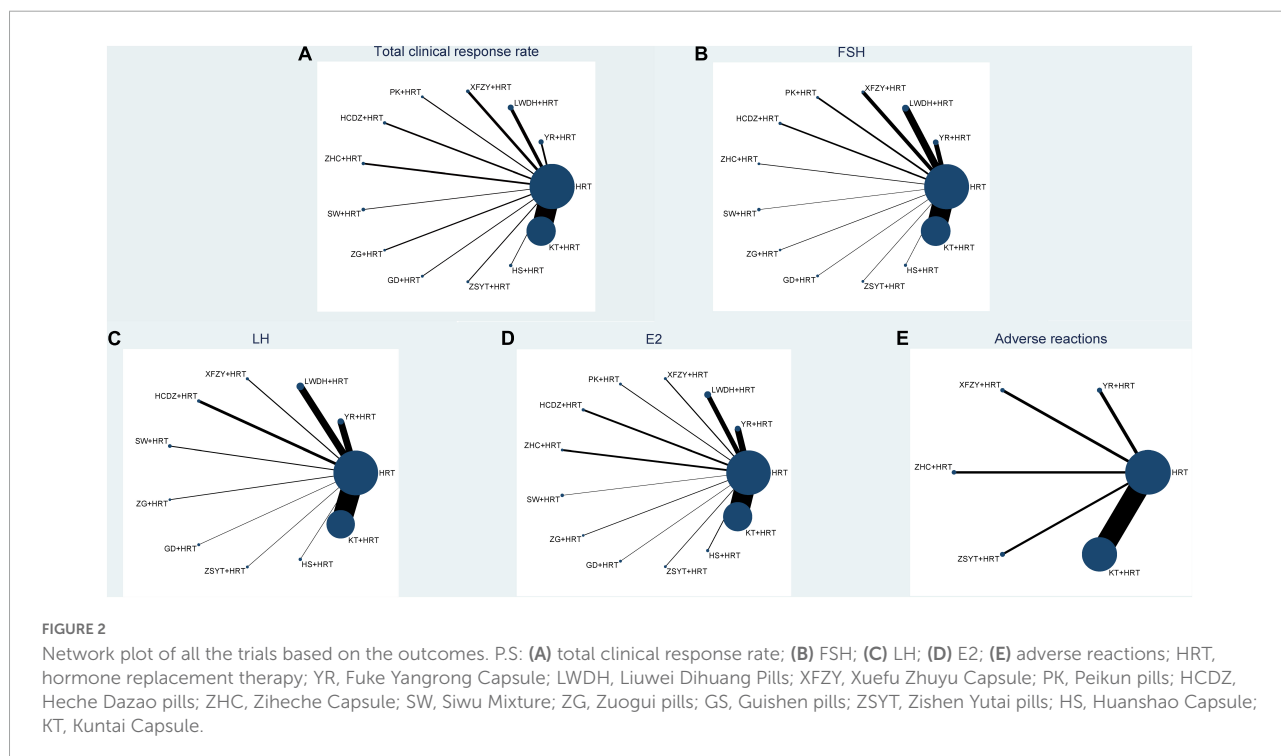 A
Total clinical response rate
XFZY+HRT
PK+HRT
LWDH+HRT
HCDZ+HRT
YR+HRT
ZHC+HRT
HRT
SW+HRT
KT+HRT
ZG+HRT
HS+HRT
GD+HRT
ZSYT+HRT
B
FSH
XFZY+HRT
PK+HRT
LWDH+HRT
HCDZ+HRT
YR+HRT
ZHC+HRT
HRT
SW+HRT
KT+HRT
ZG+HRT
HS+HRT
GD+HRT
ZSYT+HRT
C
LH
XFZY+HRT
LWDH+HRT
HCDZ+HRT
YR+HRT
SW+HRT
HRT
ZG+HRT
KT+HRT
GD+HRT
HS+HRT
ZSYT+HRT
D
E2
XFZY+HRT
PK+HRT
LWDH+HRT
HCDZ+HRT
YR+HRT
ZHC+HRT
HRT
SW+HRT
KT+HRT
ZG+HRT
HS+HRT
GD+HRT
ZSYT+HRT
E
Adverse reactions
XFZY+HRT
YR+HRT
ZHC+HRT
HRT
ZSYT+HRT
KT+HRT
FIGURE 2
Network plot of all the trials based on the outcomes. P.S: (A) total clinical response rate; (B) FSH; (C) LH; (D) E2; (E) adverse reactions; HRT,
hormone replacement therapy; YR, Fuke Yangrong Capsule; LWDH, Liuwei Dihuang Pills; XFZY, Xuefu Zhuyu Capsule; PK, Peikun pills; HCDZ,
Heche Dazao pills; ZHC, Ziheche Capsule; SW, Siwu Mixture; ZG, Zuogui pills; GS, Guishen pills; ZSYT, Zishen Yutai pills; HS, Huanshao Capsule;
KT, Kuntai Capsule.